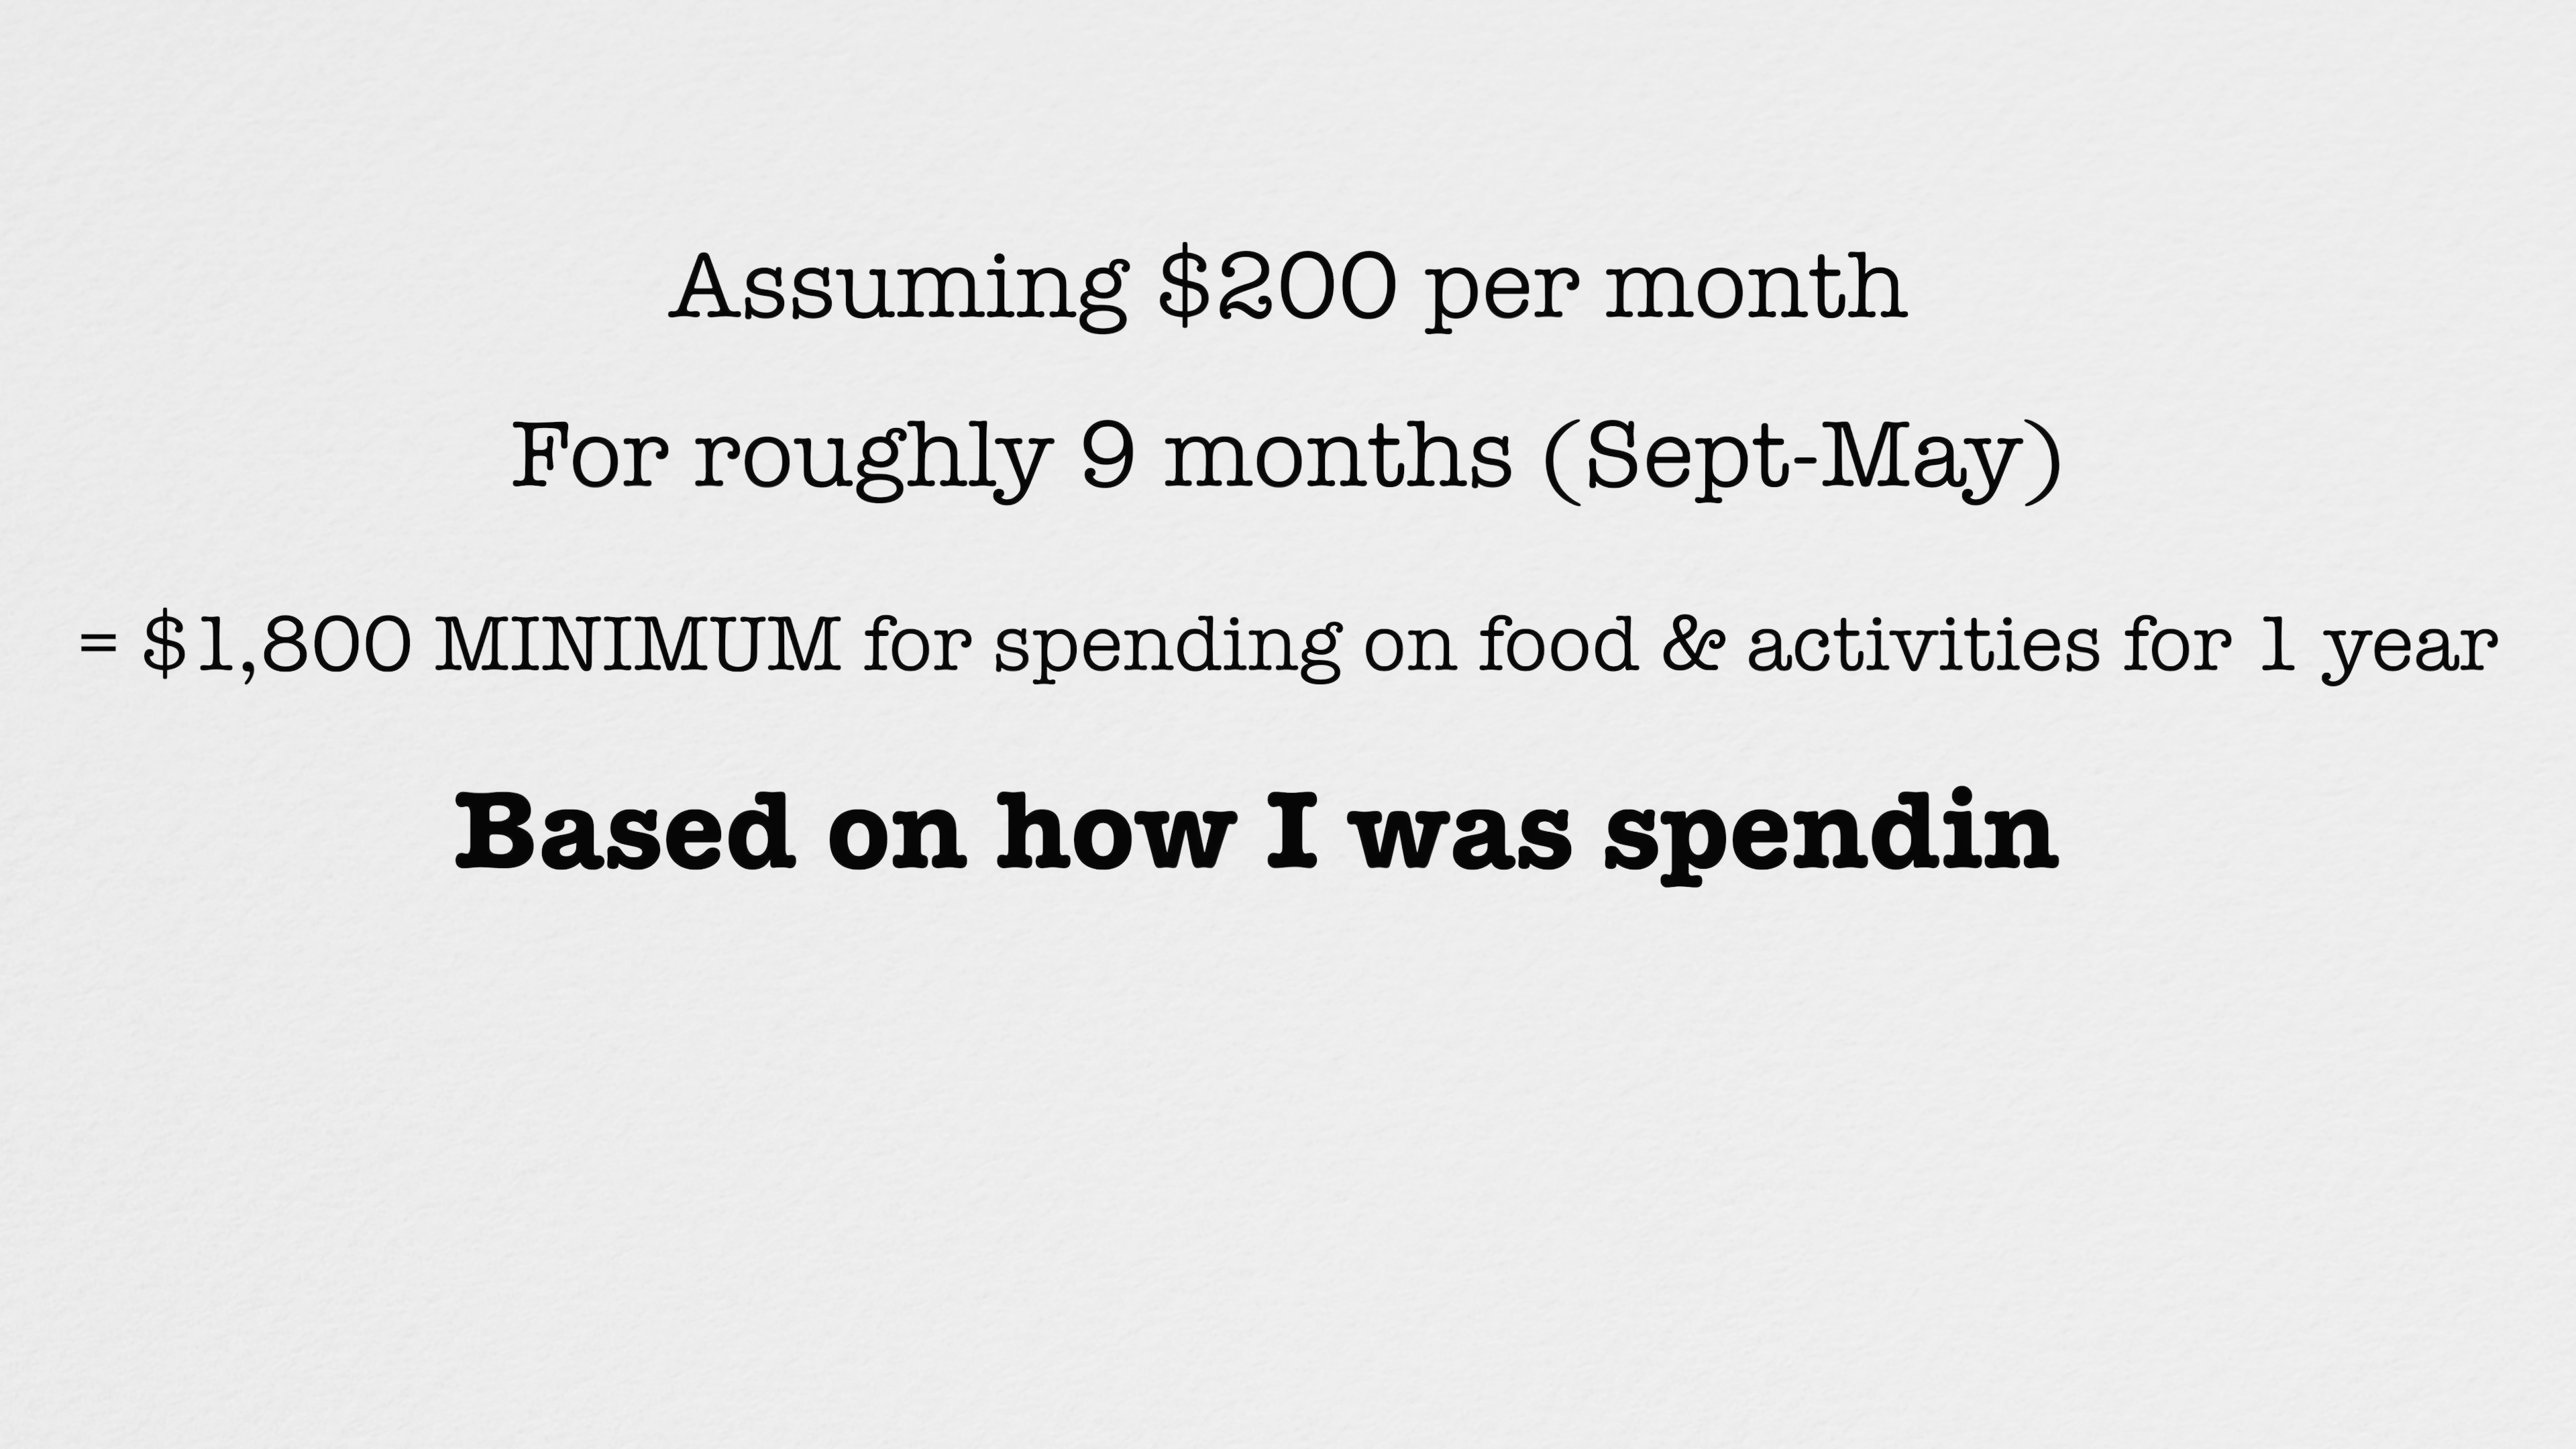 Assuming $200 per month
For roughly 9 months (Sept-May)
= $1,800 MINIMUM for spending on food & activities for 1 year
Based on how I was spendin